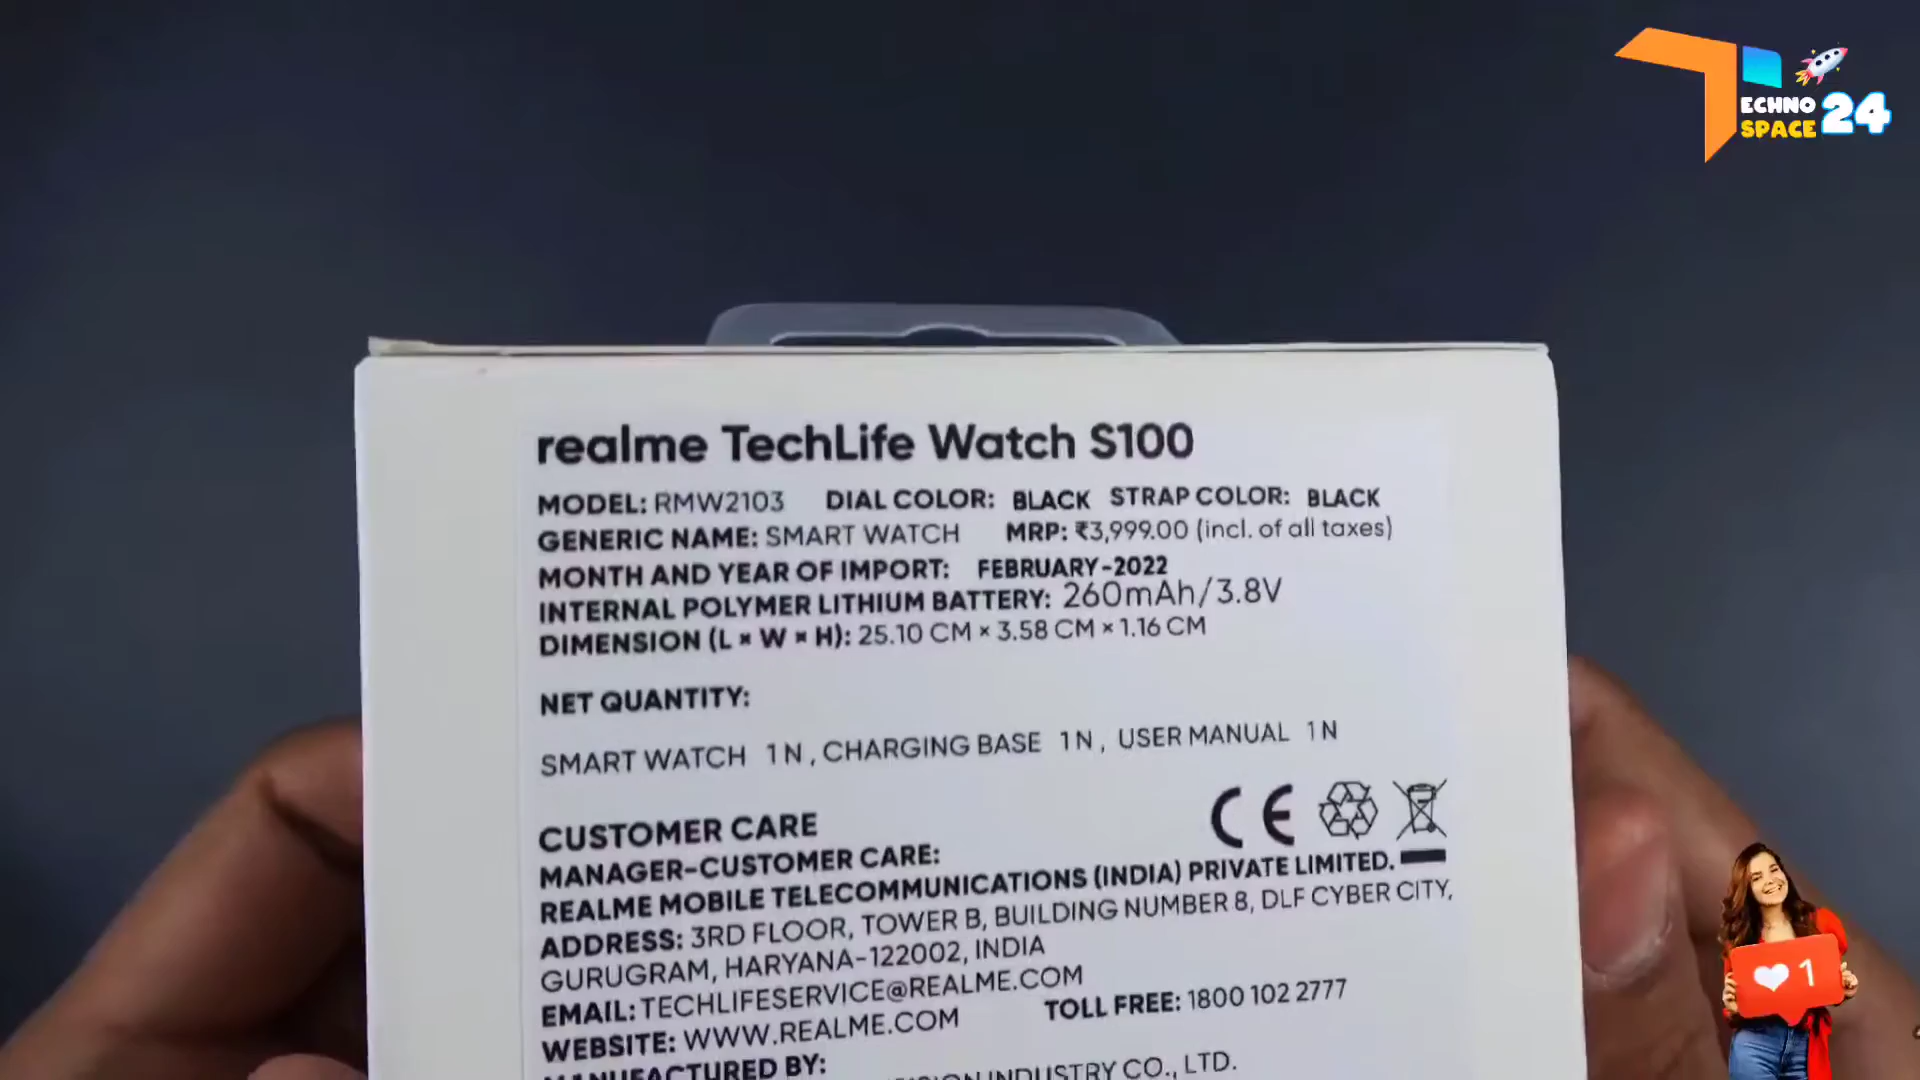 ECHNO
SPACE 24
realme TechLife Watch S100
MODEL: RMW2103 DIAL COLOR: BLACK STRAP COLOR: BLACK
GENERIC NAME: SMART WATCH MRP: ₹3,999.00 (incl. of all taxes)
MONTH AND YEAR OF IMPORT: FEBRUARY-2022
INTERNAL POLYMER LITHIUM BATTERY: 260mAh/3.8V
DIMENSION (L × W × H): 25.10 CM × 3.58 CM × 1.16 CM
NET QUANTITY:
SMART WATCH 1N, CHARGING BASE 1N, USER MANUAL 1N
CE
CUSTOMER CARE
MANAGER-CUSTOMER CARE:
REALME MOBILE TELECOMMUNICATIONS (INDIA) PRIVATE LIMITED.
ADDRESS: 3RD FLOOR, TOWER B, BUILDING NUMBER 8, DLF CYBER CITY,
GURUGRAM, HARYANA-122002, INDIA
EMAIL: TECHLIFESERVICE@REALME.COM
WEBSITE: WWW.REALME.COM TOLL FREE: 1800 102 2777
MANUFACTURED BY:
INDUSTRY CO., LTD.
1